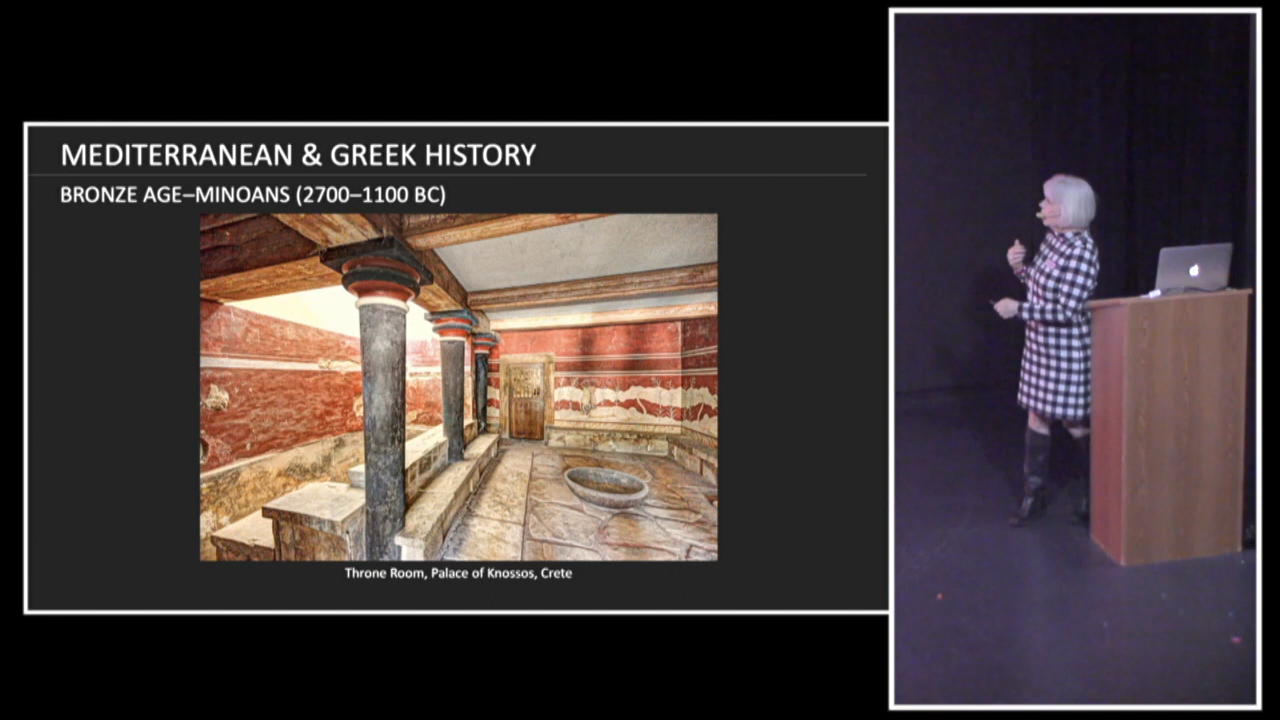 MEDITERRANEAN & GREEK HISTORY
BRONZE AGE–MINOANS (2700–1100 BC)
Throne Room, Palace of Knossos, Crete